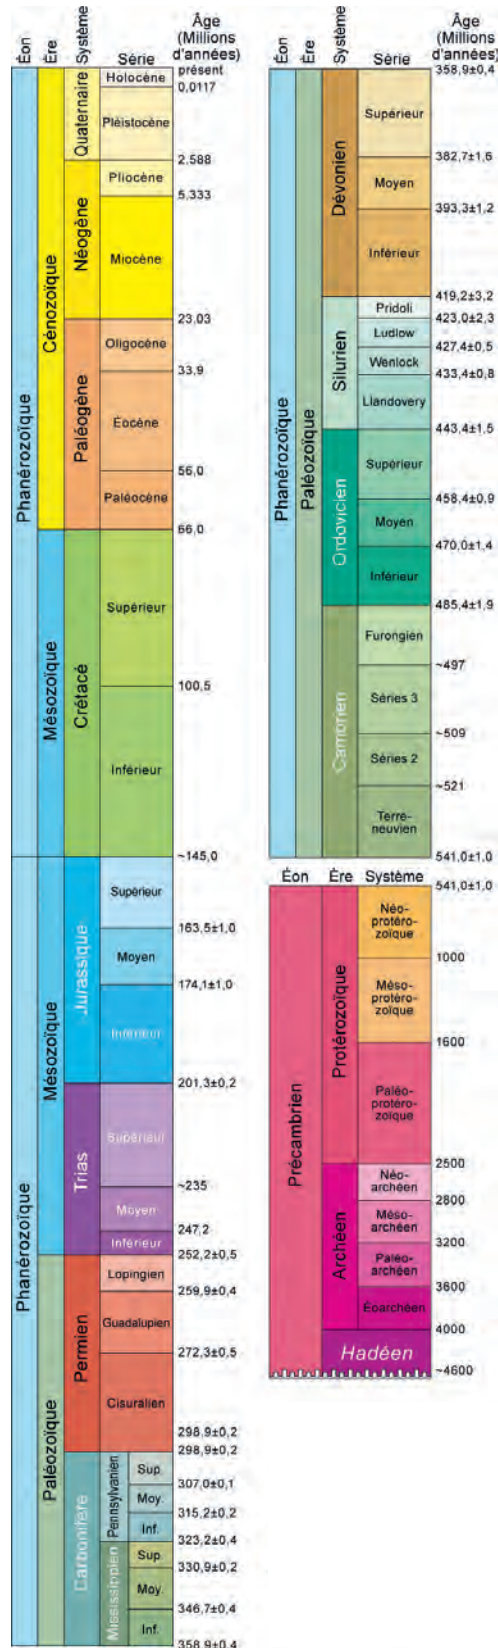 Éon
Ère
Système
Série
Âge
(Millions
d'années)
présent
Phanérozoïque
Cénozoïque
Quaternaire
Holocène
0,0117
Pléistocène
2.588
Néogène
Pliocène
5,333
Miocène
23,03
Paléogène
Oligocène
33,9
Éocène
56,0
Paléocène
66,0
Mésozoïque
Crétacé
Supérieur
100,5
Inférieur
~145,0
Phanérozoïque
Mésozoïque
Jurassique
Supérieur
163,5±1,0
Moyen
174,1±1,0
Inférieur
201,3±0,2
Trias
Supérieur
~235
Moyen
247,2
Inférieur
252,2±0,5
Paléozoïque
Permien
Lopingien
259,9±0,4
Guadalupien
272,3±0,5
Cisuralien
298,9±0,2
298,9±0,2
Carbonifère
Pennsylvanien
Sup.
307,0±0,1
Moy.
315,2±0,2
Inf.
323,2±0,4
Mississippien
Sup.
330,9±0,2
Moy.
346,7±0,4
Inf.
358,9±0,4
Éon
Ère
Système
Série
Âge
(Millions
d'années)
358,9±0,4
Phanérozoïque
Paléozoïque
Dévonien
Supérieur
382,7±1,6
Moyen
393,3±1,2
Inférieur
419,2±3,2
Silurien
Pridoli
423,0±2,3
Ludlow
427,4±0,5
Wenlock
433,4±0,8
Llandovery
443,4±1,5
Ordovicien
Supérieur
458,4±0,9
Moyen
470,0±1,4
Inférieur
485,4±1,9
Cambrien
Furongien
~497
Séries 3
~509
Séries 2
~521
Terre-
neuvien
541,0±1,0
Éon
Ère
Système
541,0±1,0
Précambrien
Protérozoïque
Néo-
protéro-
zoïque
1000
Méso-
protéro-
zoïque
1600
Paléo-
protéro-
zoïque
2500
Archéen
Néo-
archéen
2800
Méso-
archéen
3200
Paléo-
archéen
3600
Éoarchéen
4000
Hadéen
~4600